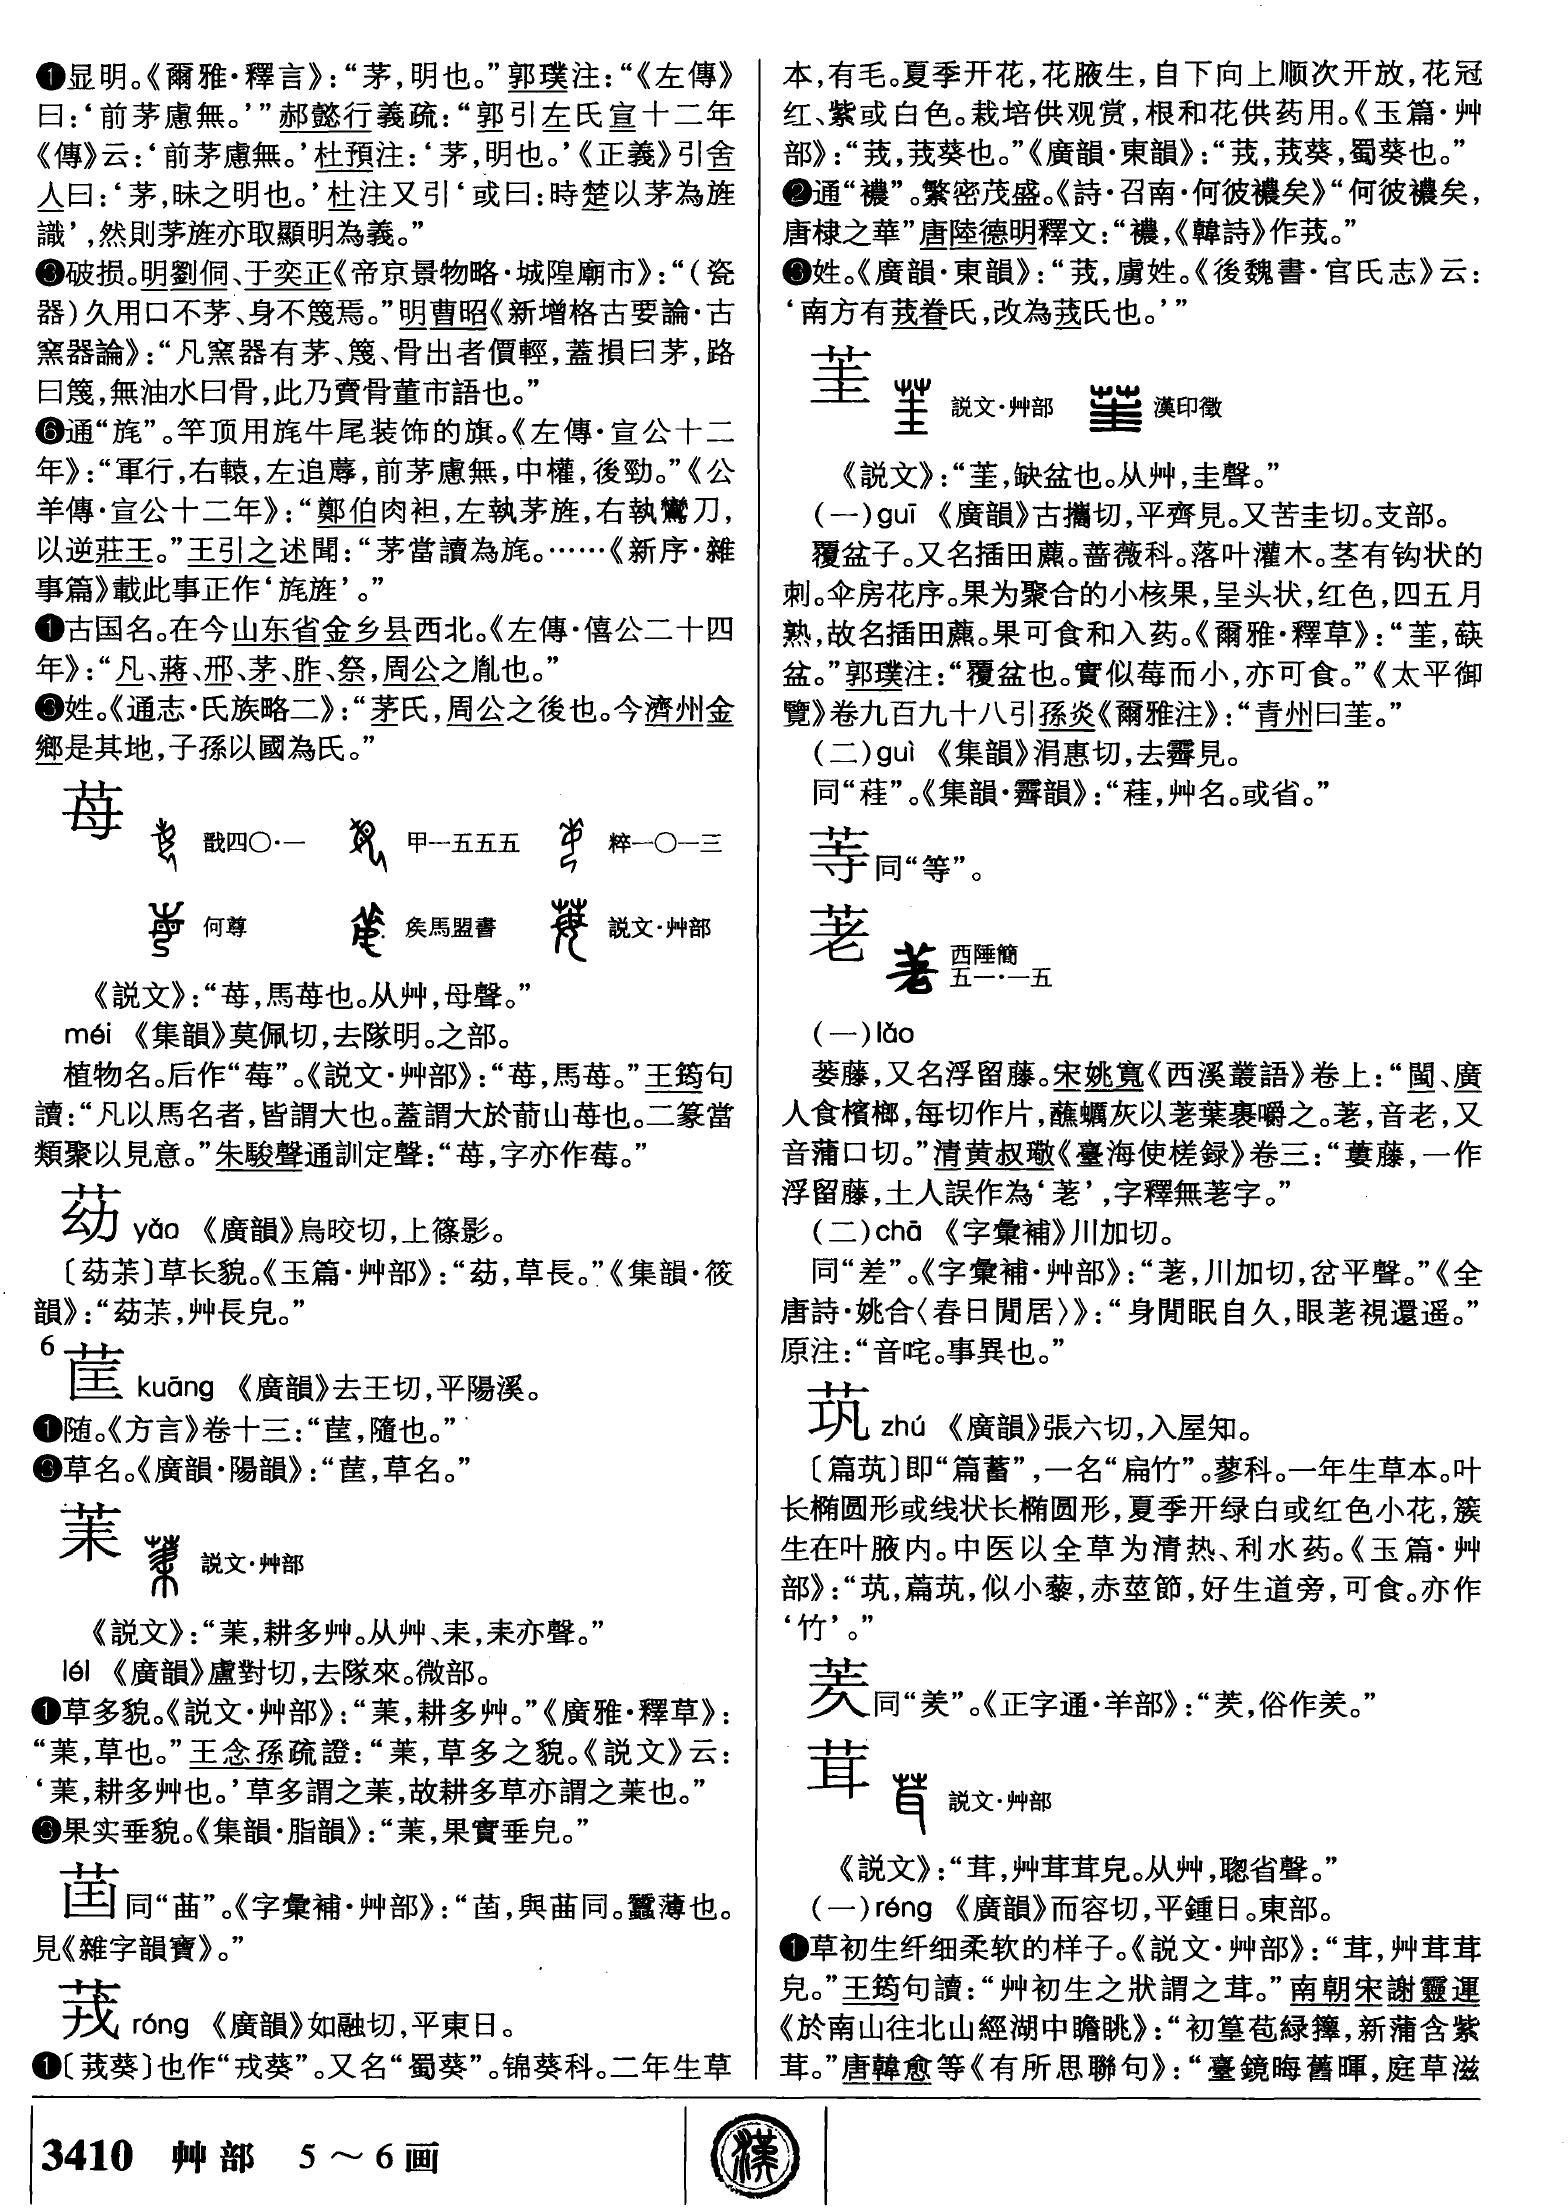 ❶显明。《爾雅·釋言》：“茅，明也。”郭璞注：“《左傳》
曰：‘前茅慮無。’”郝懿行義疏：“郭引左氏宣十二年
《傳》云：‘前茅慮無。’杜預注：‘茅，明也。’《正義》引舍
人曰：‘茅，昧之明也。’杜注又引‘或曰：時楚以茅為旌
識’，然則茅旌亦取顯明為義。”
❸破损。明劉侗、于奕正《帝京景物略·城隍廟市》：“（瓷
器）久用口不茅、身不篾焉。”明曹昭《新增格古要論·古
窯器論》：“凡窯器有茅、篾、骨出者價輕，蓋損曰茅，路
曰篾，無油水曰骨，此乃賣骨董市語也。”
❻通“旄”。竿顶用旄牛尾装饰的旗。《左傳·宣公十二
年》：“軍行，右轅，左追蓐，前茅慮無，中權，後勁。”《公
羊傳·宣公十二年》：“鄭伯肉袒，左執茅旌，右執鸞刀，
以逆莊王。”王引之述聞：“茅當讀為旄。……《新序·雜
事篇》載此事正作‘旄旌’。”
❶古国名。在今山东省金乡县西北。《左傳·僖公二十四
年》：“凡、蔣、邢、茅、胙、祭，周公之胤也。”
❸姓。《通志·氏族略二》：“茅氏，周公之後也。今濟州金
鄉是其地，子孫以國為氏。”
苺 戩四〇·一 甲一五五五 粹一〇一三
何尊 矦馬盟書 説文·艸部
《説文》：“苺，馬苺也。从艸，母聲。”
méi 《集韻》莫佩切，去隊明。之部。
植物名。后作“莓”。《説文·艸部》：“苺，馬苺。”王筠句
讀：“凡以馬名者，皆謂大也。蓋謂大於葥山苺也。二篆當
類聚以見意。”朱駿聲通訓定聲：“苺，字亦作莓。”
苭 yǎo 《廣韻》烏晈切，上篠影。
〔苭䒳〕草长貌。《玉篇·艸部》：“苭，草長。”《集韻·筱
韻》：“苭䒳，艸長皃。”
6
茞 kuāng 《廣韻》去王切，平陽溪。
❶随。《方言》卷十三：“茞，隨也。”
❸草名。《廣韻·陽韻》：“茞，草名。”
茉 説文·艸部
《説文》：“茉，耕多艸。从艸、耒，耒亦聲。”
léi 《廣韻》盧對切，去隊來。微部。
❶草多貌。《説文·艸部》：“茉，耕多艸。”《廣雅·釋草》：
“茉，草也。”王念孫疏證：“茉，草多之貌。《説文》云：
‘茉，耕多艸也。’草多謂之茉，故耕多草亦謂之茉也。”
❸果实垂貌。《集韻·脂韻》：“茉，果實垂皃。”
同“䒼”。《字彙補·艸部》：“與䒼同。蠶薄也。
見《雜字韻寶》。”
茙 róng 《廣韻》如融切，平東日。
❶〔茙葵〕也作“戎葵”。又名“蜀葵”。锦葵科。二年生草
本，有毛。夏季开花，花腋生，自下向上顺次开放，花冠
红、紫或白色。栽培供观赏，根和花供药用。《玉篇·艸
部》：“茙，茙葵也。”《廣韻·東韻》：“茙，茙葵，蜀葵也。”
❷通“襛”。繁密茂盛。《詩·召南·何彼襛矣》“何彼襛矣，
唐棣之華”唐陸德明釋文：“襛，《韓詩》作茙。”
❸姓。《廣韻·東韻》：“茙，虜姓。《後魏書·官氏志》云：
‘南方有茙眷氏，改為茙氏也。’”
茥 説文·艸部 漢印徵
《説文》：“茥，缺盆也。从艸，圭聲。”
（一）guī 《廣韻》古攜切，平齊見。又苦圭切。支部。
覆盆子。又名插田藨。蔷薇科。落叶灌木。茎有钩状的
刺。伞房花序。果为聚合的小核果，呈头状，红色，四五月
熟，故名插田藨。果可食和入药。《爾雅·釋草》：“茥，蒛
盆。”郭璞注：“覆盆也。實似莓而小，亦可食。”《太平御
覽》卷九百九十八引孫炎《爾雅注》：“青州曰茥。”
（二）guì 《集韻》涓惠切，去霽見。
同“蓕”。《集韻·霽韻》：“蓕，艸名。或省。”
䓁同“等”。
荖 西陲簡
五一·一五
（一）lǎo
蒌藤，又名浮留藤。宋姚寬《西溪叢語》卷上：“閩、廣
人食檳榔，每切作片，蘸蠣灰以荖葉裹嚼之。荖，音老，又
音蒲口切。”清黄叔璥《臺海使槎録》卷三：“蔞藤，一作
浮留藤，土人誤作為‘荖’，字釋無荖字。”
（二）chā 《字彙補》川加切。
同“差”。《字彙補·艸部》：“荖，川加切，岔平聲。”《全
唐詩·姚合〈春日閒居〉》：“身閒眠自久，眼荖視還遥。”
原注：“音咤。事異也。”
茿 zhú 《廣韻》張六切，入屋知。
〔萹茿〕即“萹蓄”，一名“扁竹”。蓼科。一年生草本。叶
长椭圆形或线状长椭圆形，夏季开绿白或红色小花，簇
生在叶腋内。中医以全草为清热、利水药。《玉篇·艸
部》：“茿，萹茿，似小藜，赤莖節，好生道旁，可食。亦作
‘竹’。”
同“羑”。《正字通·羊部》：“俗作羑。”
茸 説文·艸部
《説文》：“茸，艸茸茸皃。从艸，聰省聲。”
（一）réng 《廣韻》而容切，平鍾日。東部。
❶草初生纤细柔软的样子。《説文·艸部》：“茸，艸茸茸
皃。”王筠句讀：“艸初生之狀謂之茸。”南朝宋謝靈運
《於南山往北山經湖中瞻眺》：“初篁苞緑籜，新蒲含紫
茸。”唐韓愈等《有所思聯句》：“臺鏡晦舊暉，庭草滋
3410 艸部 5～6画
漢